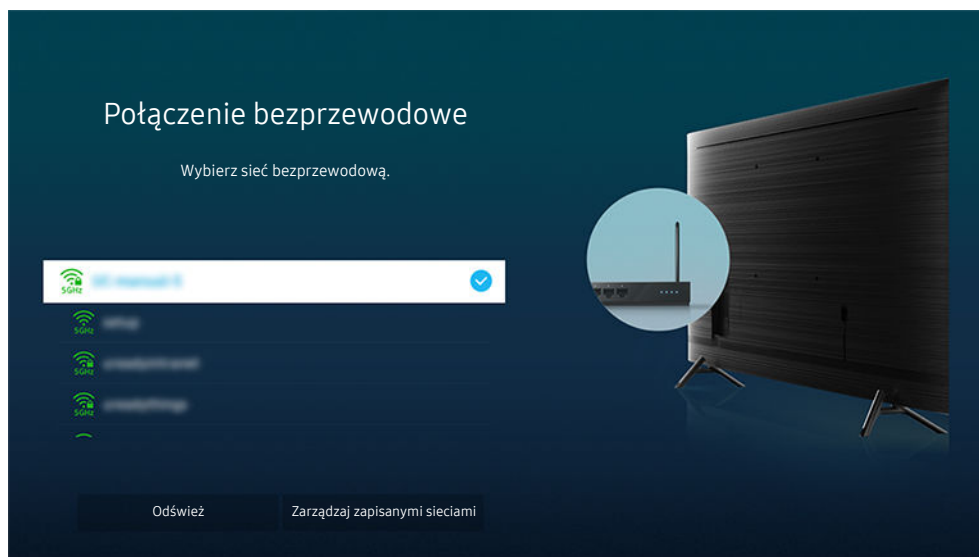 Połączenie bezprzewodowe
Wybierz sieć bezprzewodową.
5GHz
5GHz
5GHz
5GHz
Odśwież
Zarządzaj zapisanymi sieciami